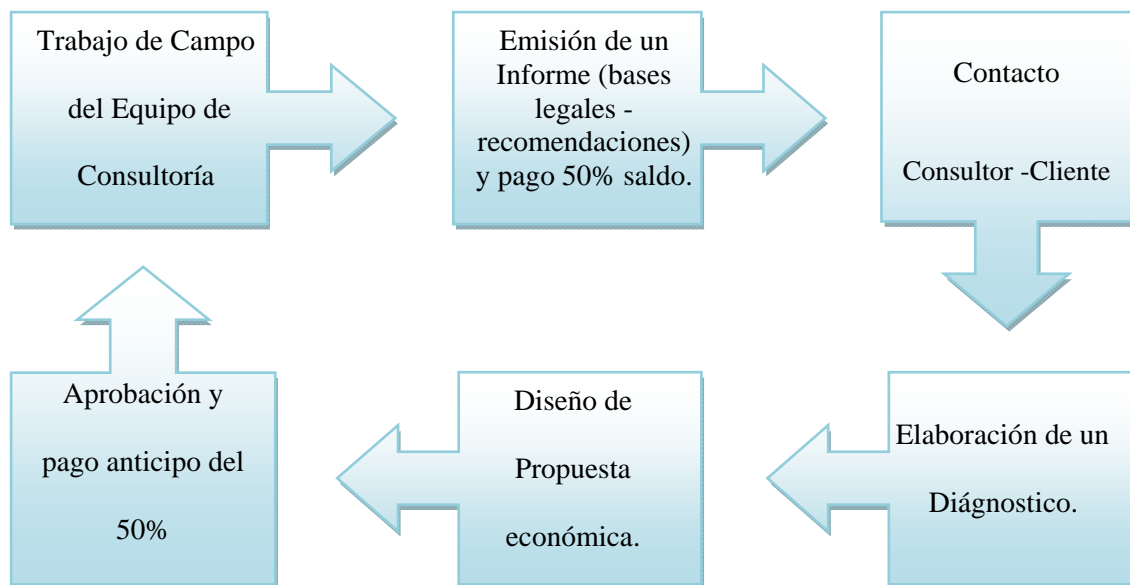 Trabajo de Campo
del Equipo de
Consultoría
Emisión de un
Informe (bases
legales -
recomendaciones)
y pago 50% saldo.
Contacto
Consultor -Cliente
Aprobación y
pago anticipo del
50%
Diseño de
Propuesta
económica.
Elaboración de un
Diágnostico.